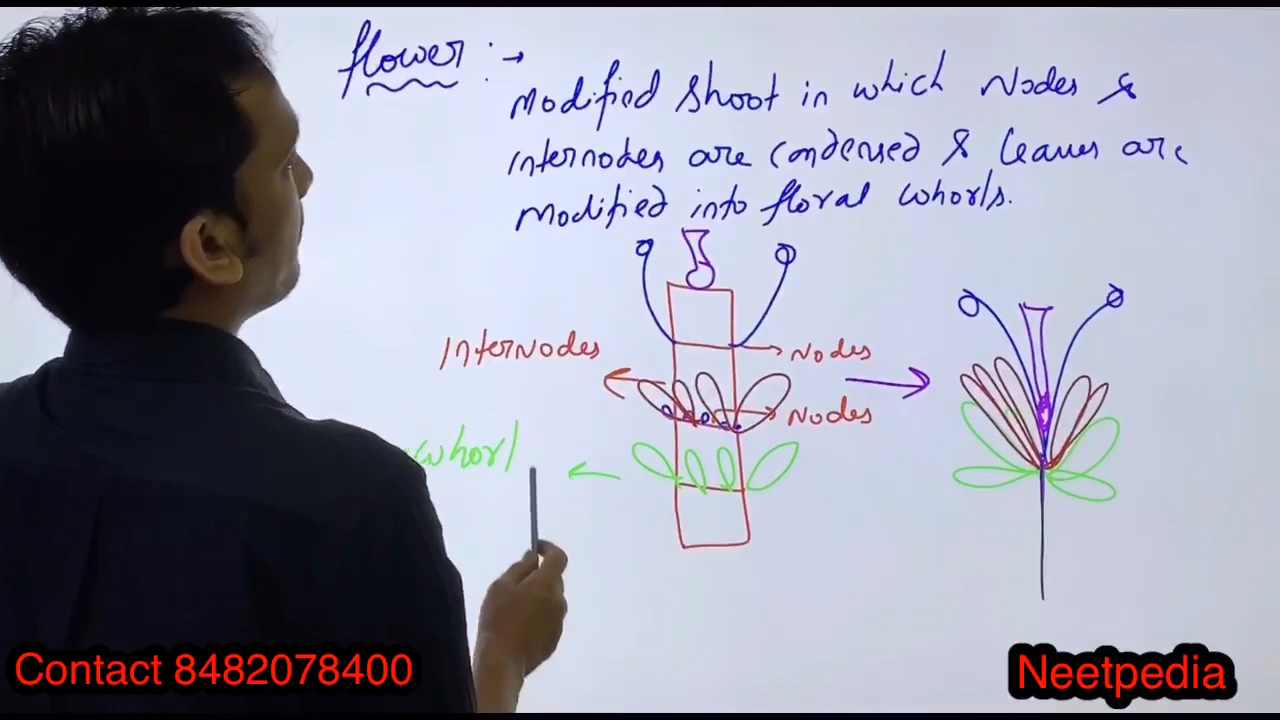 flower :→
Modified shoot in which Nodes &
internodes are condensed & leaves are
modified into floral whorls.
Internodes
Nodes
Nodes
whorl
Contact 8482078400
Neetpedia